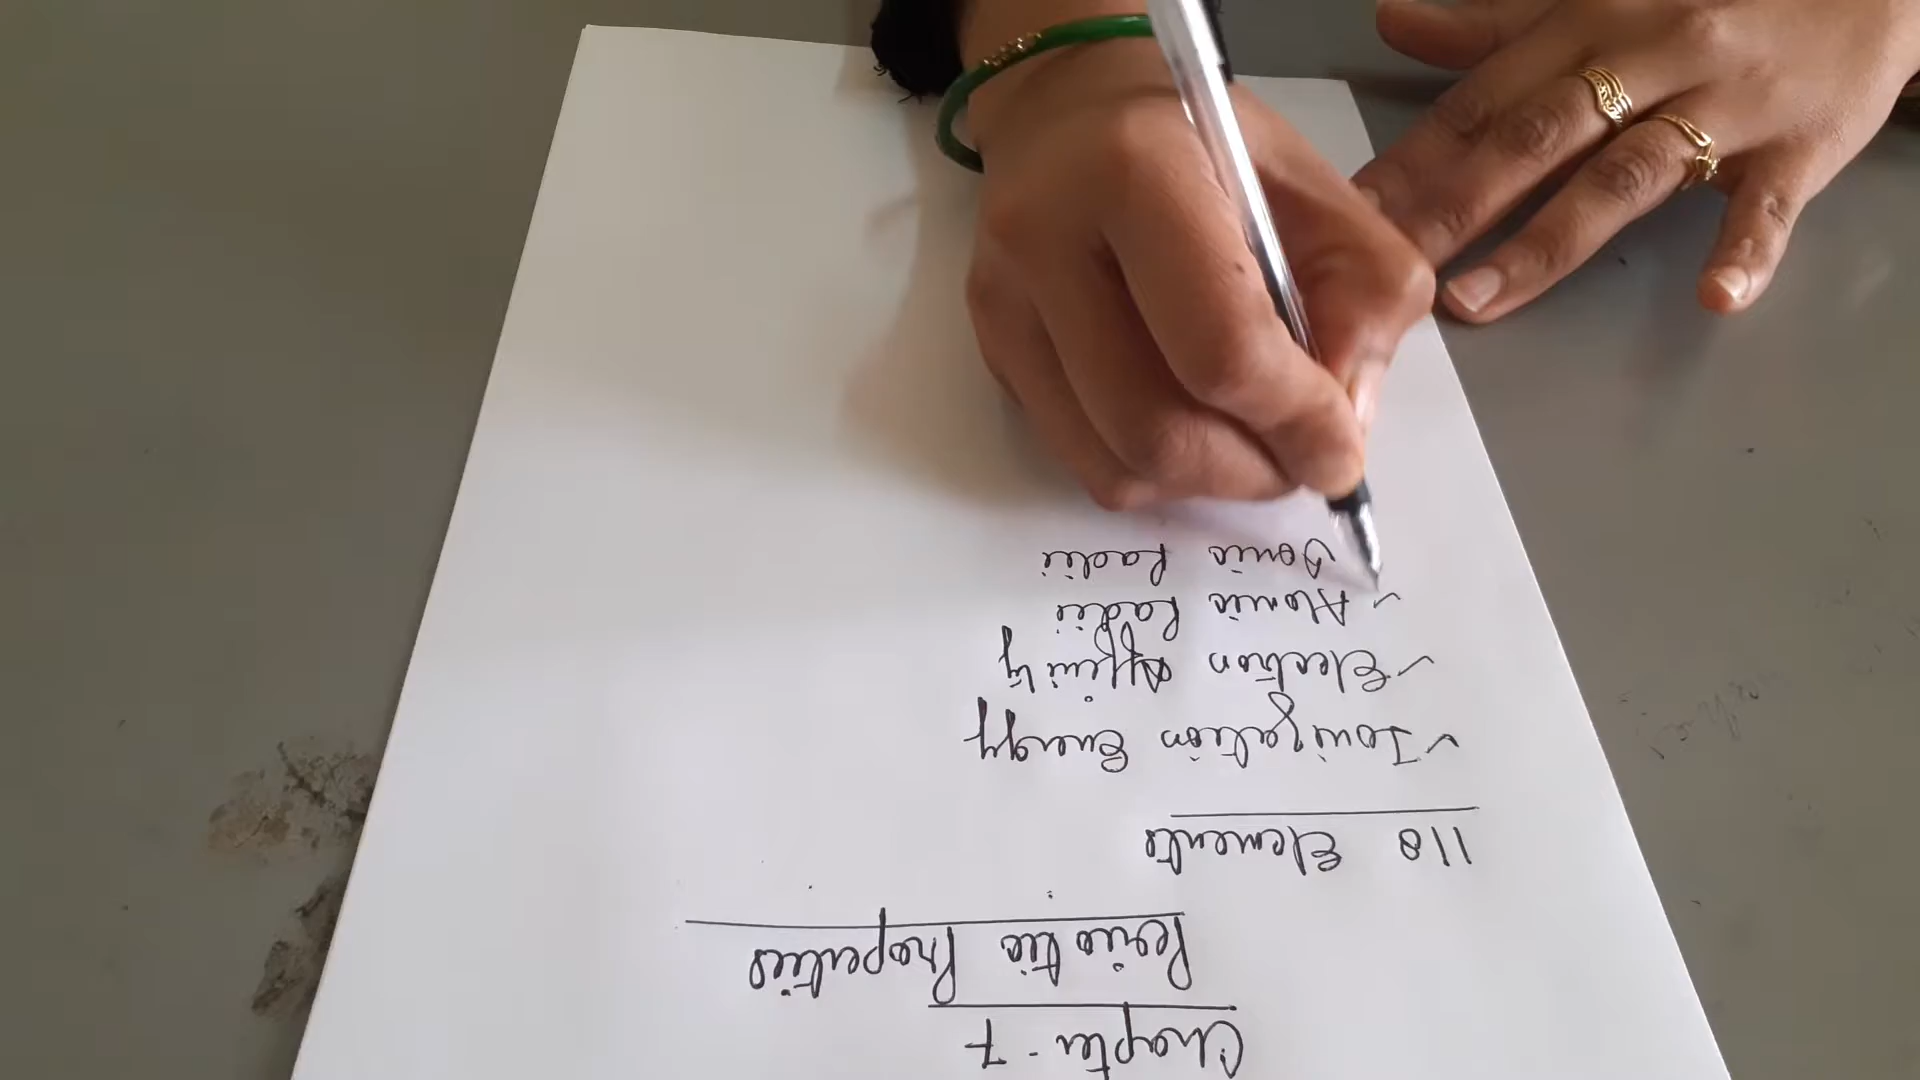 Chapter - 7
Periodic Properties
118 Elements
Ionization Energy
Electron Affinity
Atomic Radii
Ionic Radii